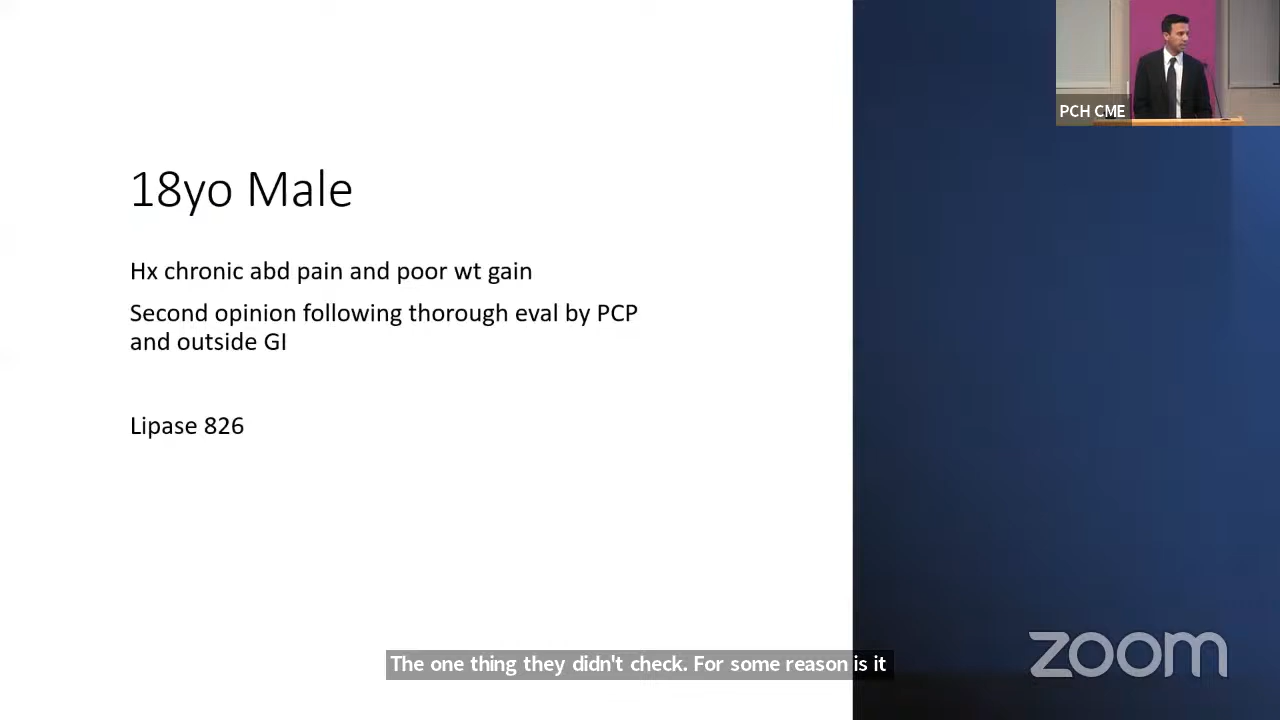 PCH CME
18yo Male
Hx chronic abd pain and poor wt gain
Second opinion following thorough eval by PCP
and outside GI
Lipase 826
The one thing they didn't check. For some reason is it
zoom